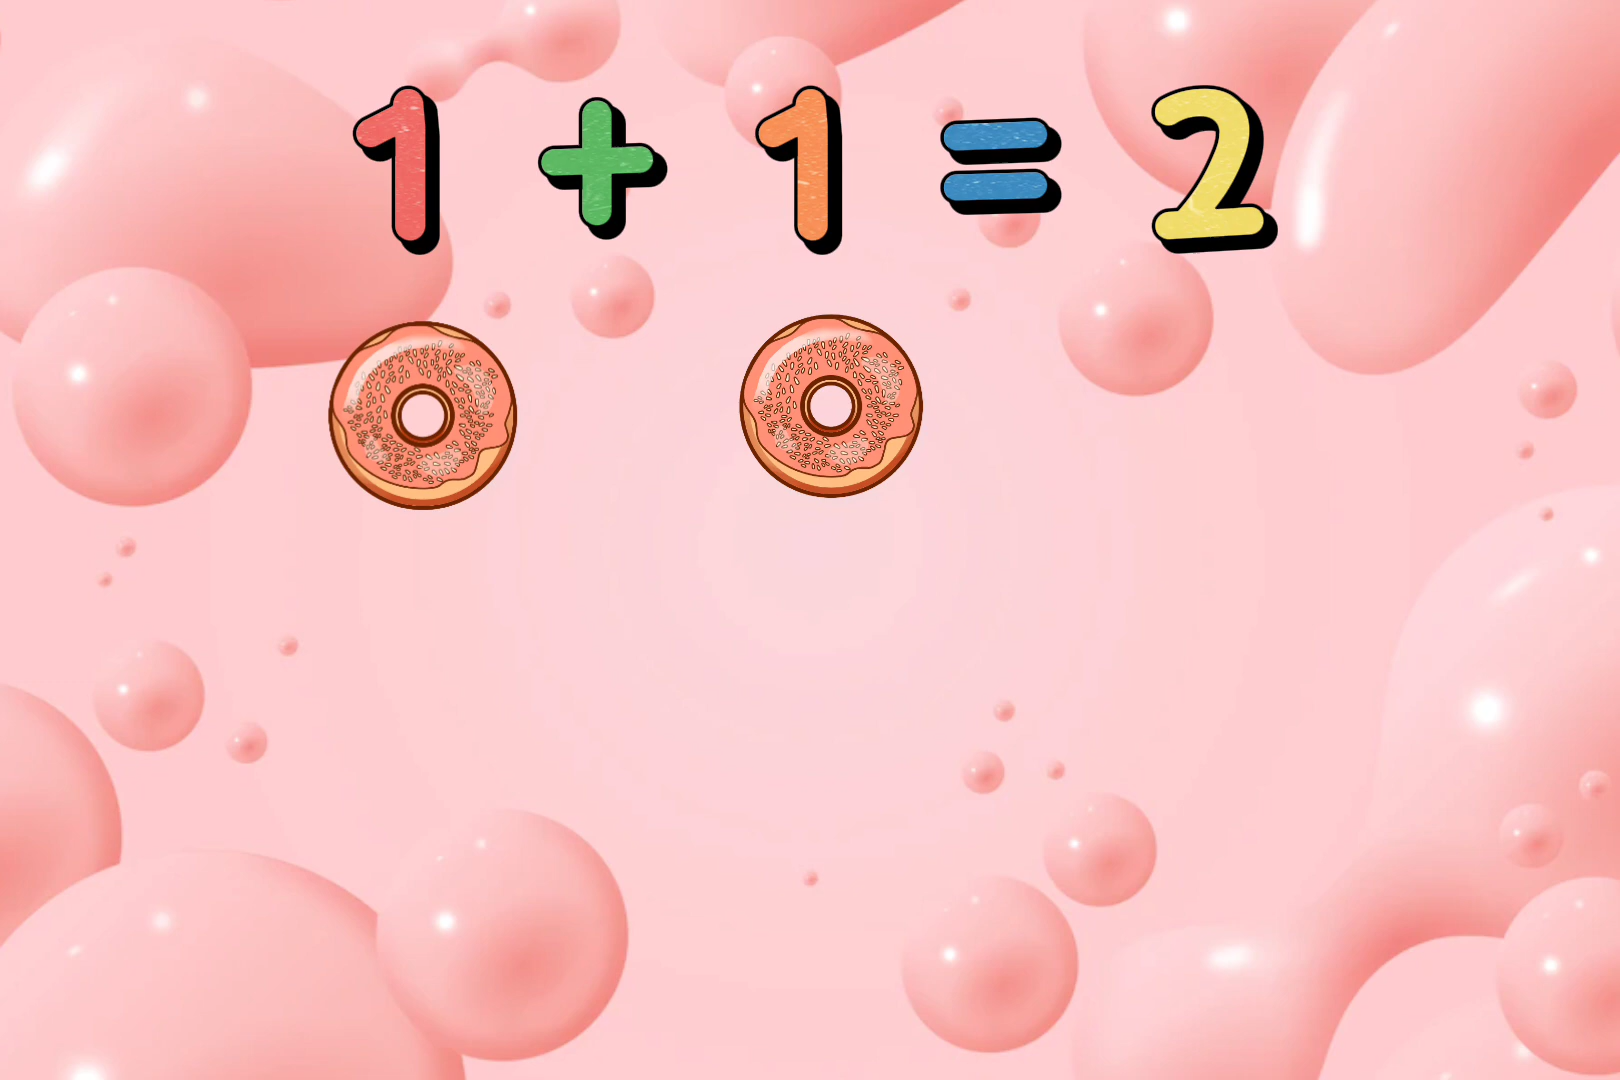 1 + 1 = 2